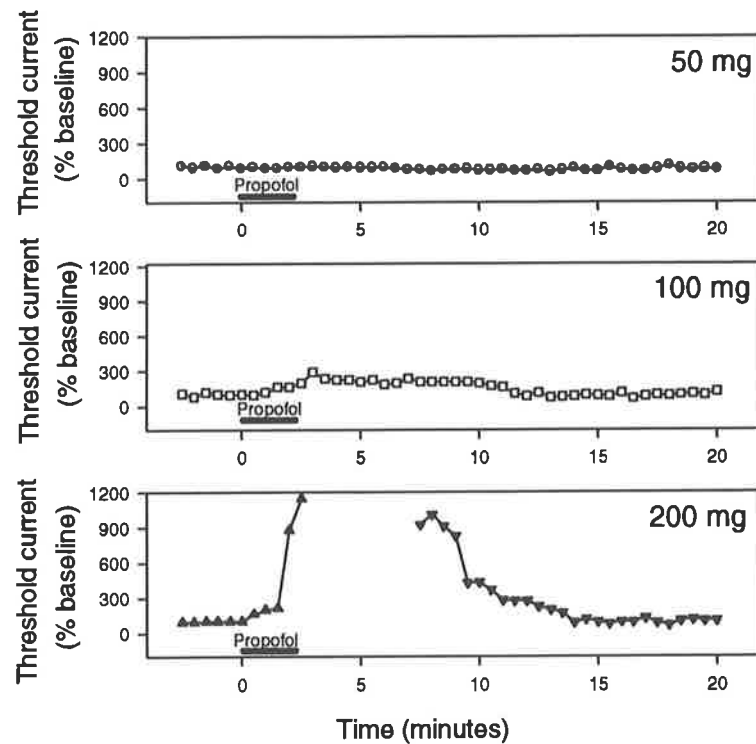 Threshold current
(% baseline)
1200
900
600
300
0
50 mg
Propofol
0 5 10 15 20
Threshold current
(% baseline)
1200
900
600
300
0
100 mg
Propofol
0 5 10 15 20
Threshold current
(% baseline)
1200
900
600
300
0
200 mg
Propofol
0 5 10 15 20
Time (minutes)